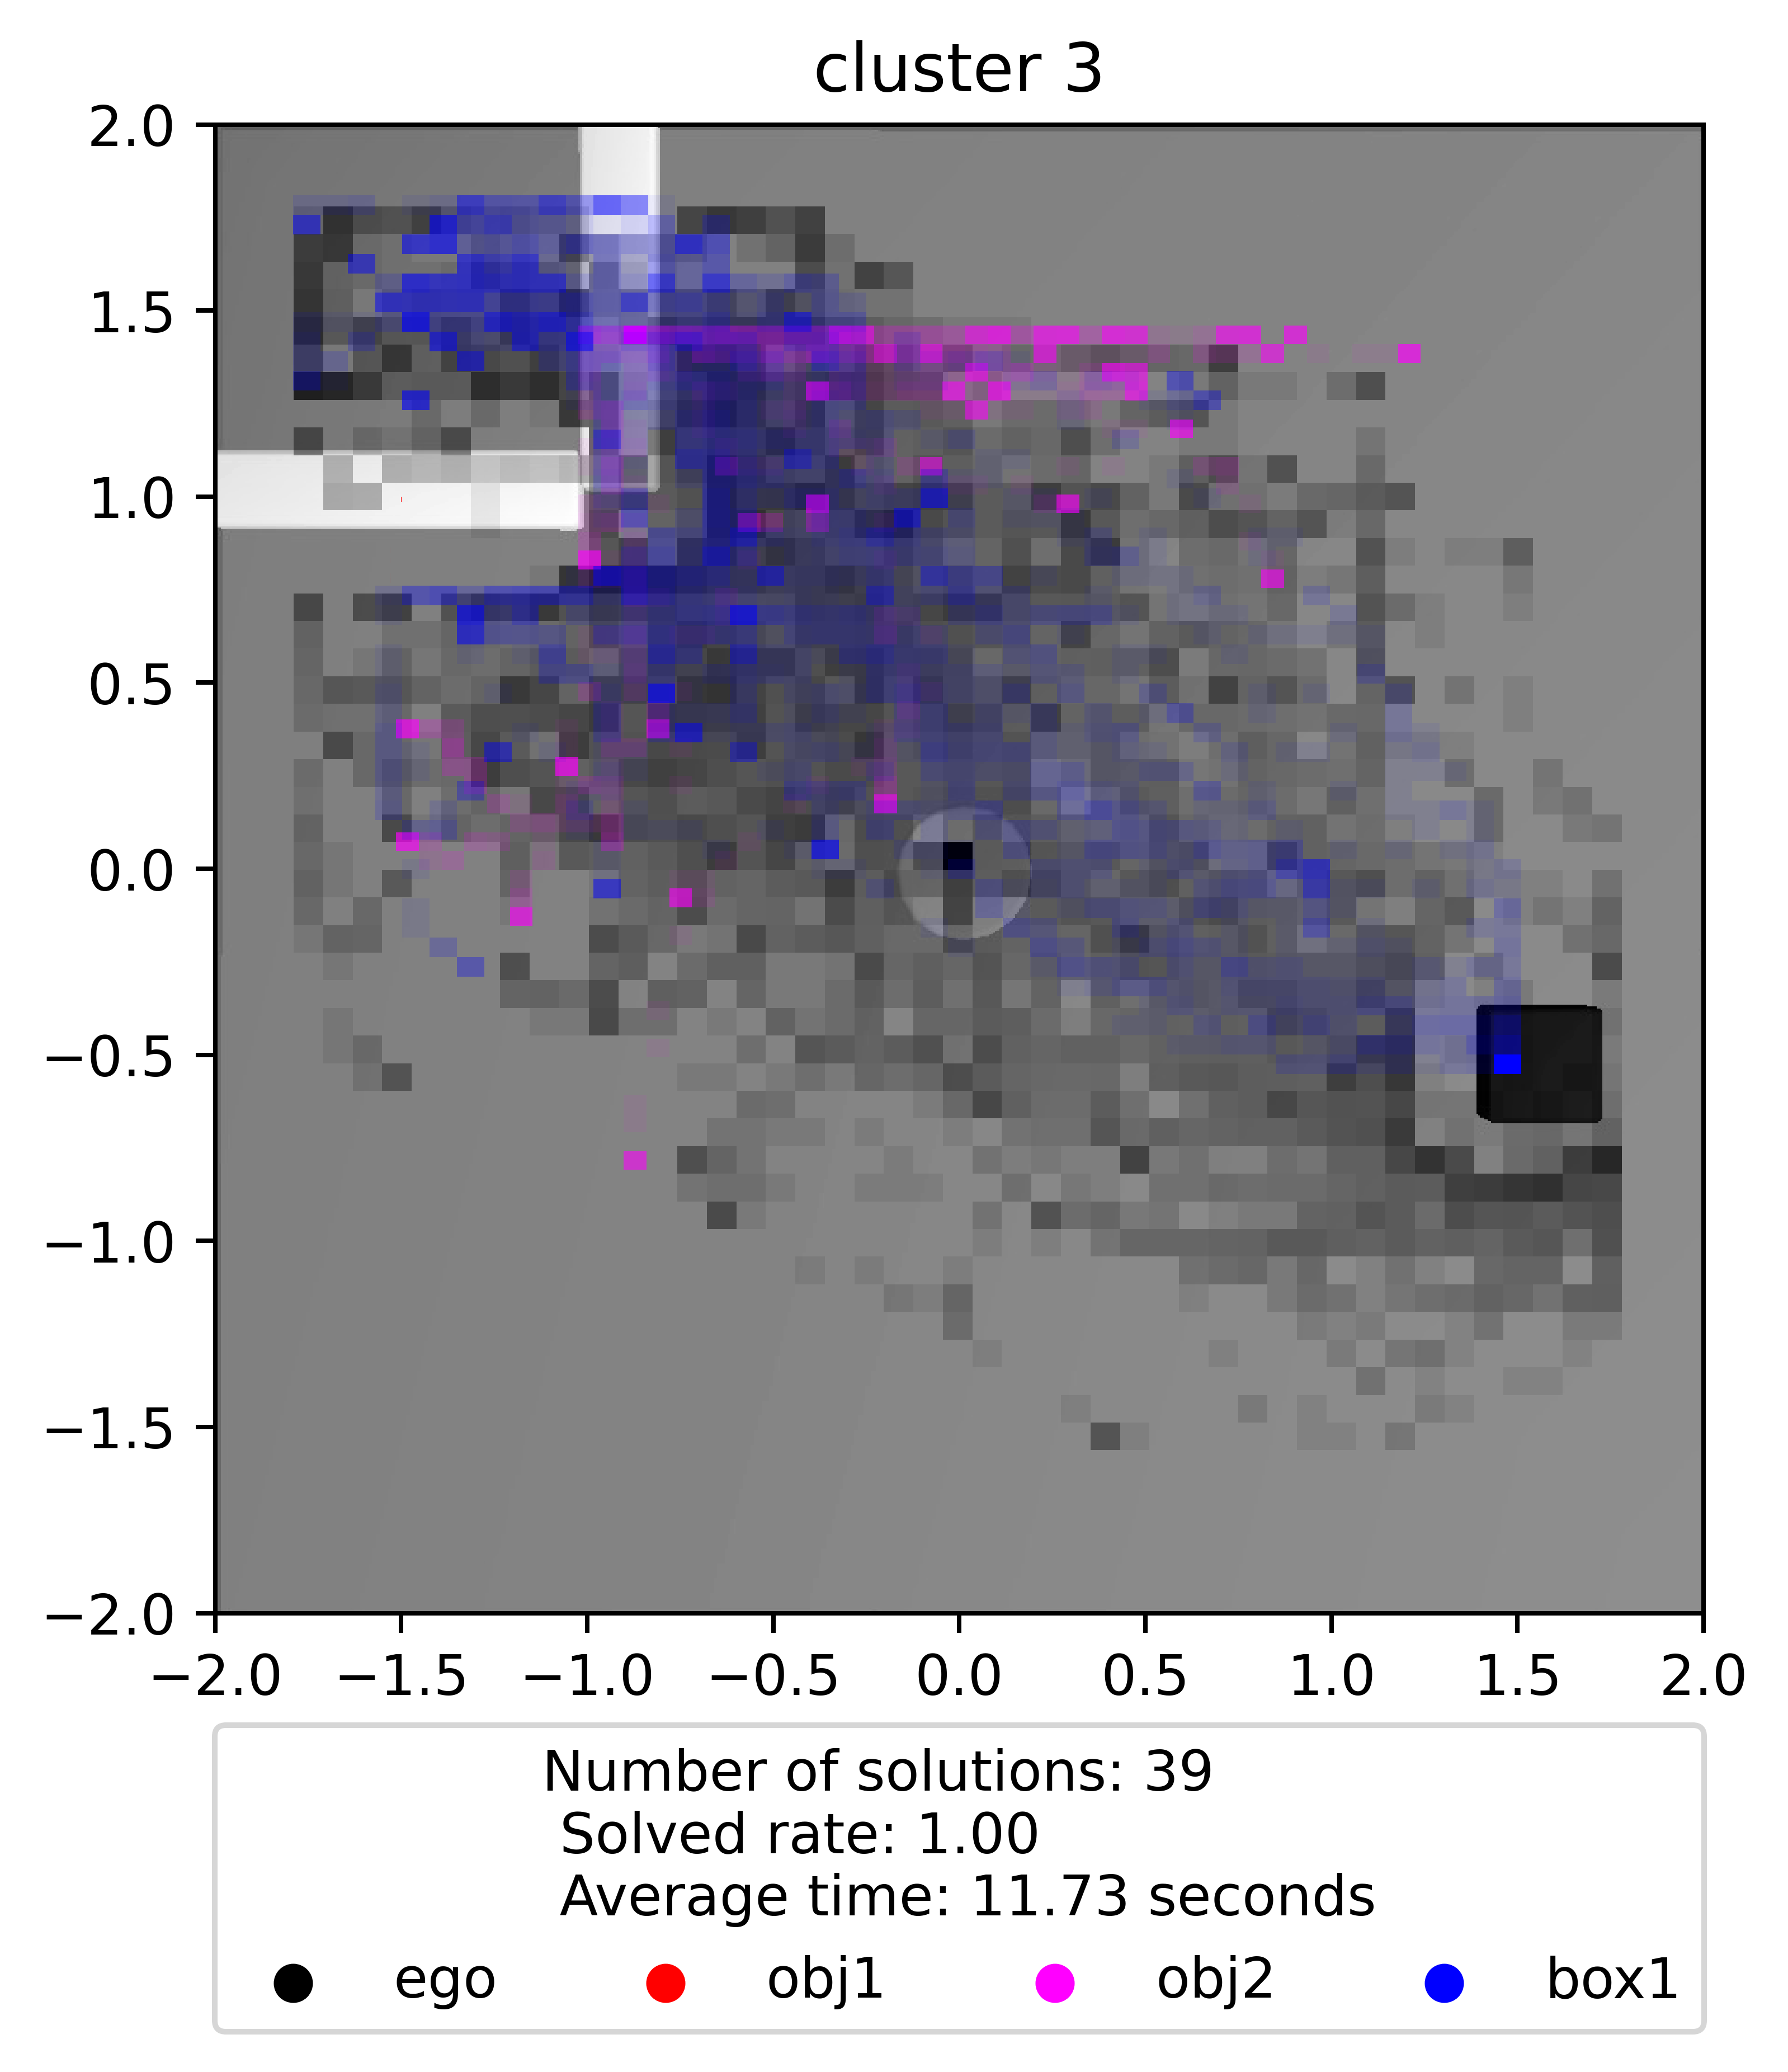 cluster 3
2.0
1.5
1.0
0.5
0.0
−0.5
−1.0
−1.5
−2.0
−2.0 −1.5 −1.0 −0.5 0.0 0.5 1.0 1.5 2.0
Number of solutions: 39
Solved rate: 1.00
Average time: 11.73 seconds
ego obj1 obj2 box1